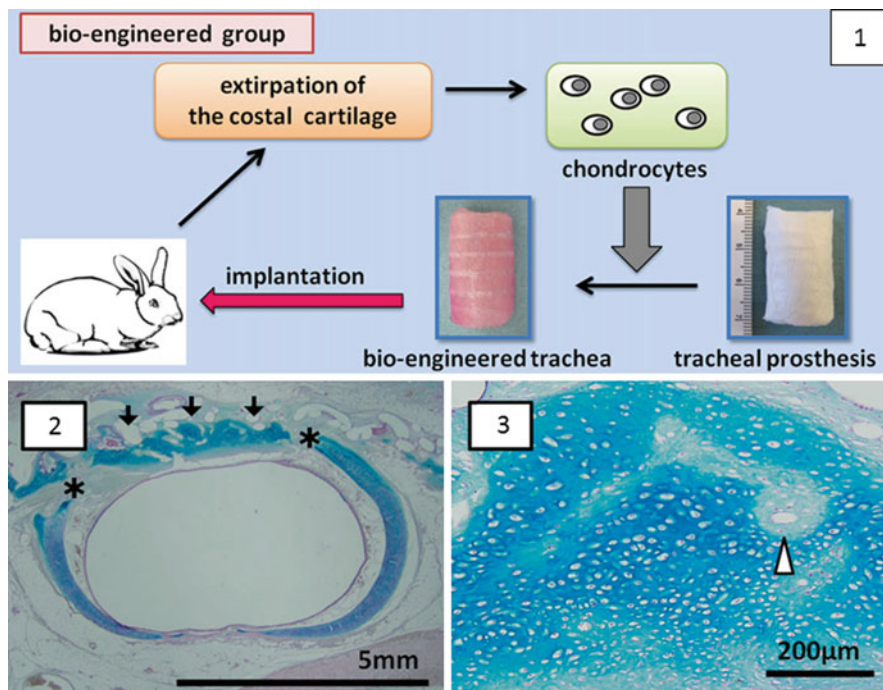 bio-engineered group
1
extirpation of
the costal cartilage
chondrocytes
implantation
bio-engineered trachea
tracheal prosthesis
2
* *
5mm
3
200μm